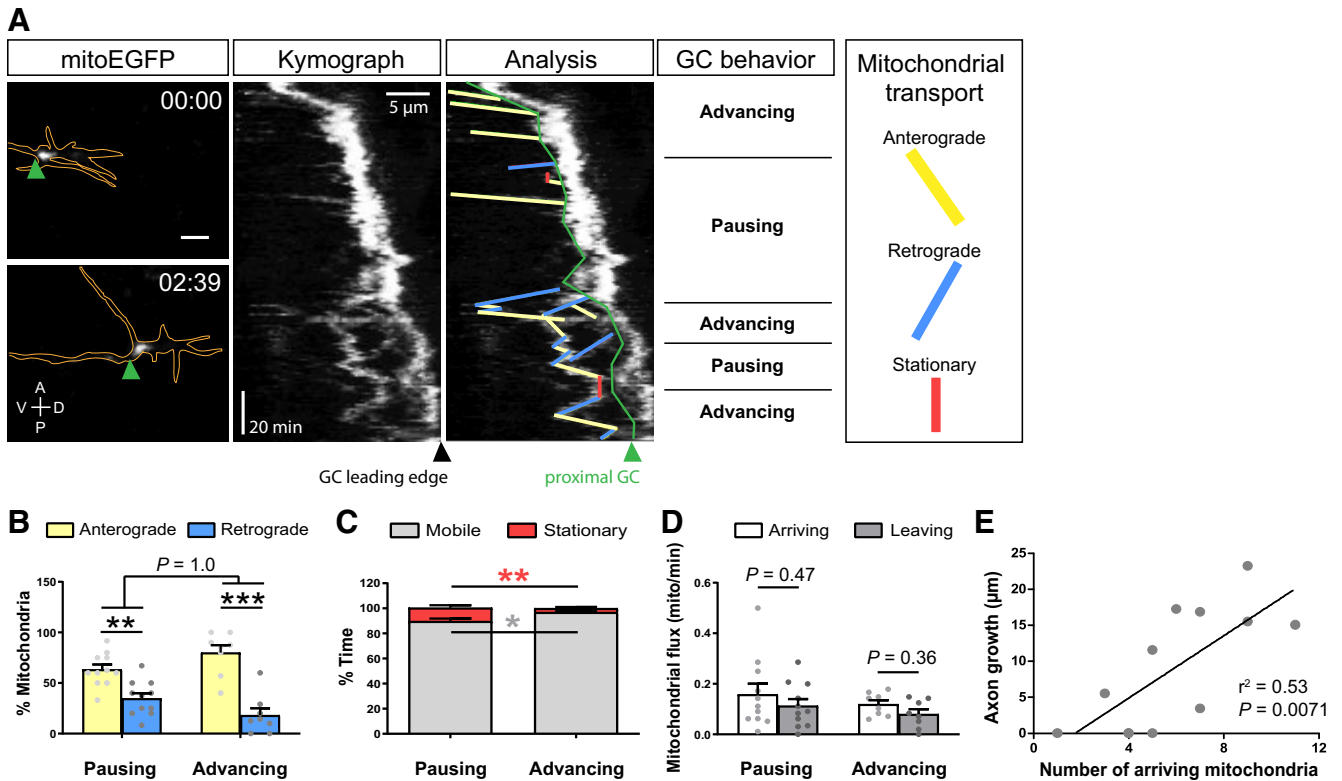 A
mitoEGFP
Kymograph
Analysis
GC behavior
Mitochondrial
transport
00:00
02:39
A
V D
P
5 µm
20 min
GC leading edge
proximal GC
Advancing
Pausing
Advancing
Pausing
Advancing
Anterograde
Retrograde
Stationary
B
Anterograde Retrograde
P = 1.0
** ***
% Mitochondria
150
100
50
0
Pausing Advancing
C
Mobile Stationary
**
*
% Time
120
100
80
60
40
20
0
Pausing Advancing
D
Arriving Leaving
P = 0.47
P = 0.36
Mitochondrial flux (mito/min)
0.6
0.4
0.2
0.0
Pausing Advancing
E
Axon growth (µm)
25
20
15
10
5
0
r² = 0.53
P = 0.0071
0 4 8 12
Number of arriving mitochondria